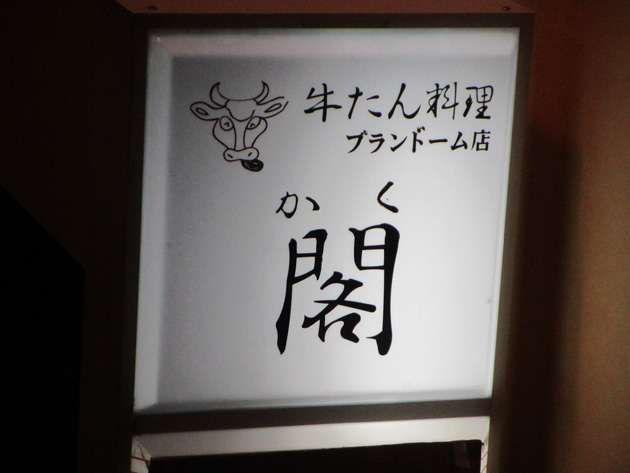 牛たん料理
ブランドーム店
かく
閣